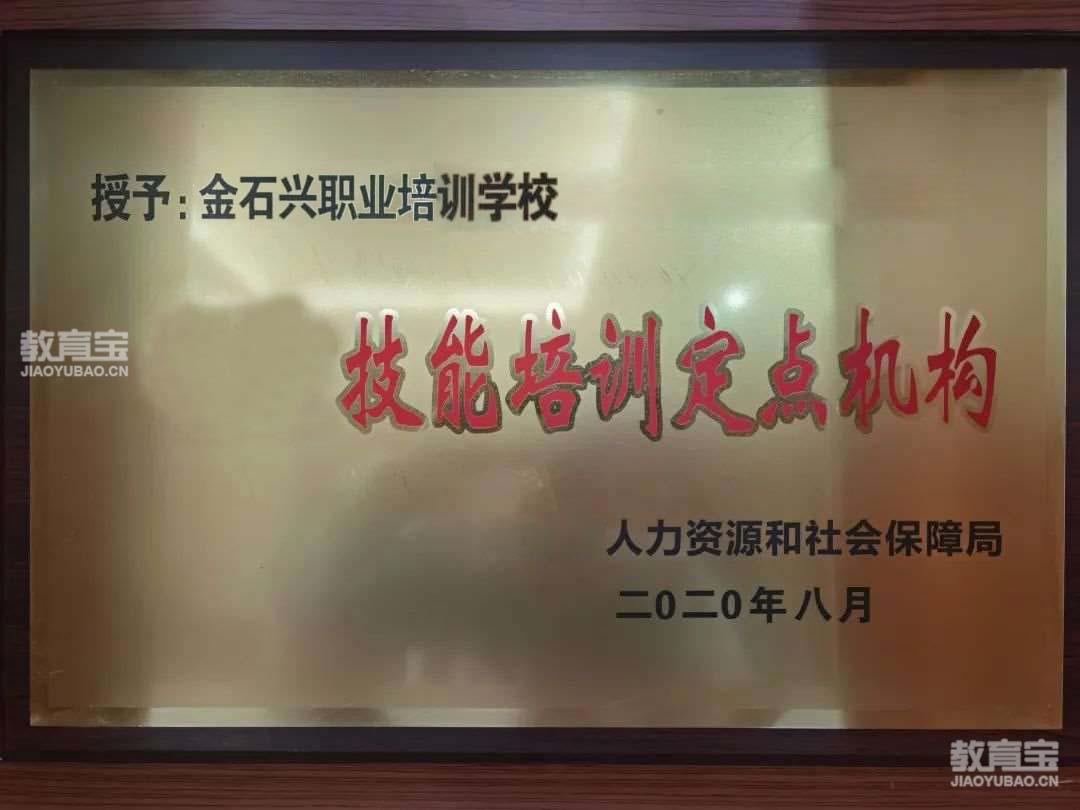 授予:金石兴职业培训学校
技能培训定点机构
教育宝
JIAOYUBAO.CN
人力资源和社会保障局
二0二0年八月
教育宝
JIAOYUBAO.CN